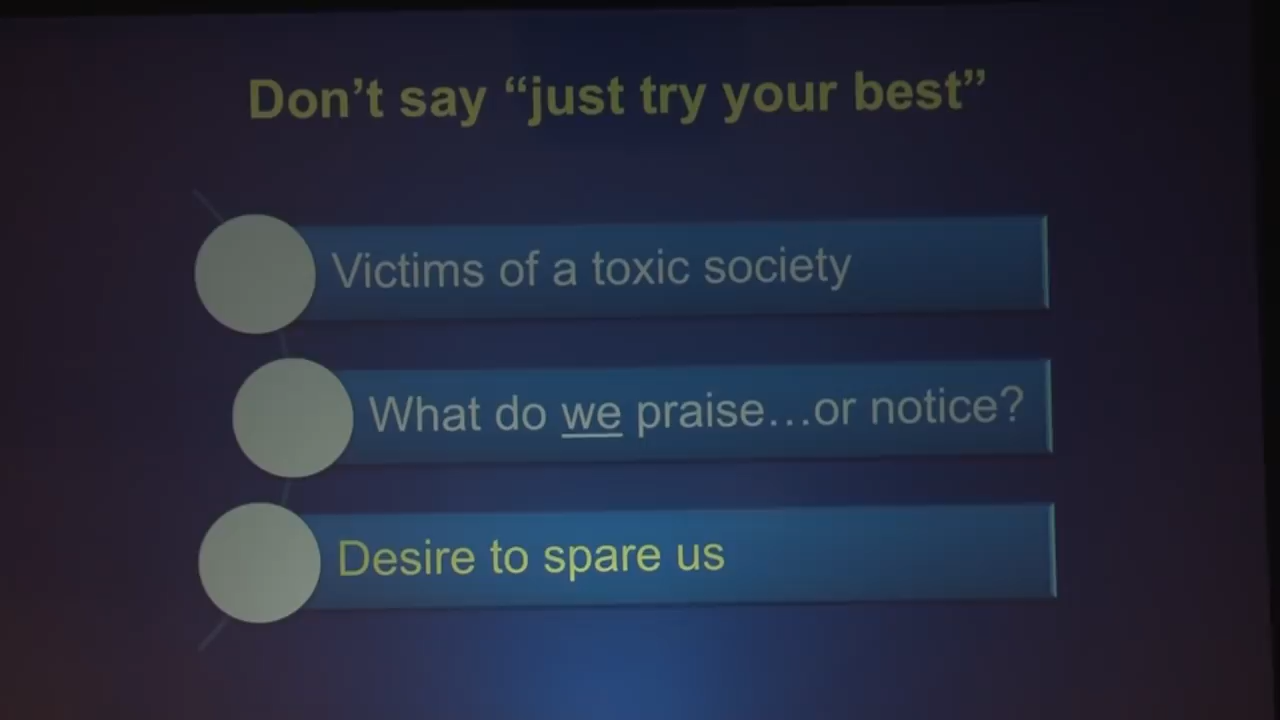 Don’t say “just try your best”
Victims of a toxic society
What do we praise…or notice?
Desire to spare us